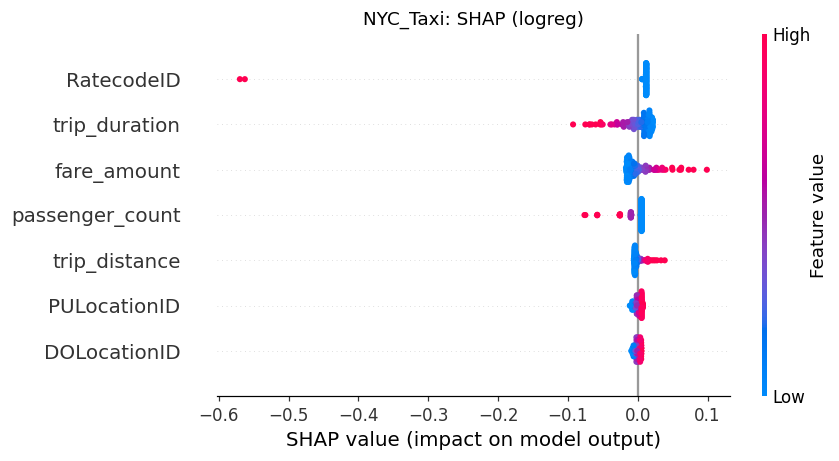 NYC_Taxi: SHAP (logreg)
High
RatecodeID
trip_duration
fare_amount
passenger_count
trip_distance
PULocationID
DOLocationID
Feature value
Low
−0.6 −0.5 −0.4 −0.3 −0.2 −0.1 0.0 0.1
SHAP value (impact on model output)